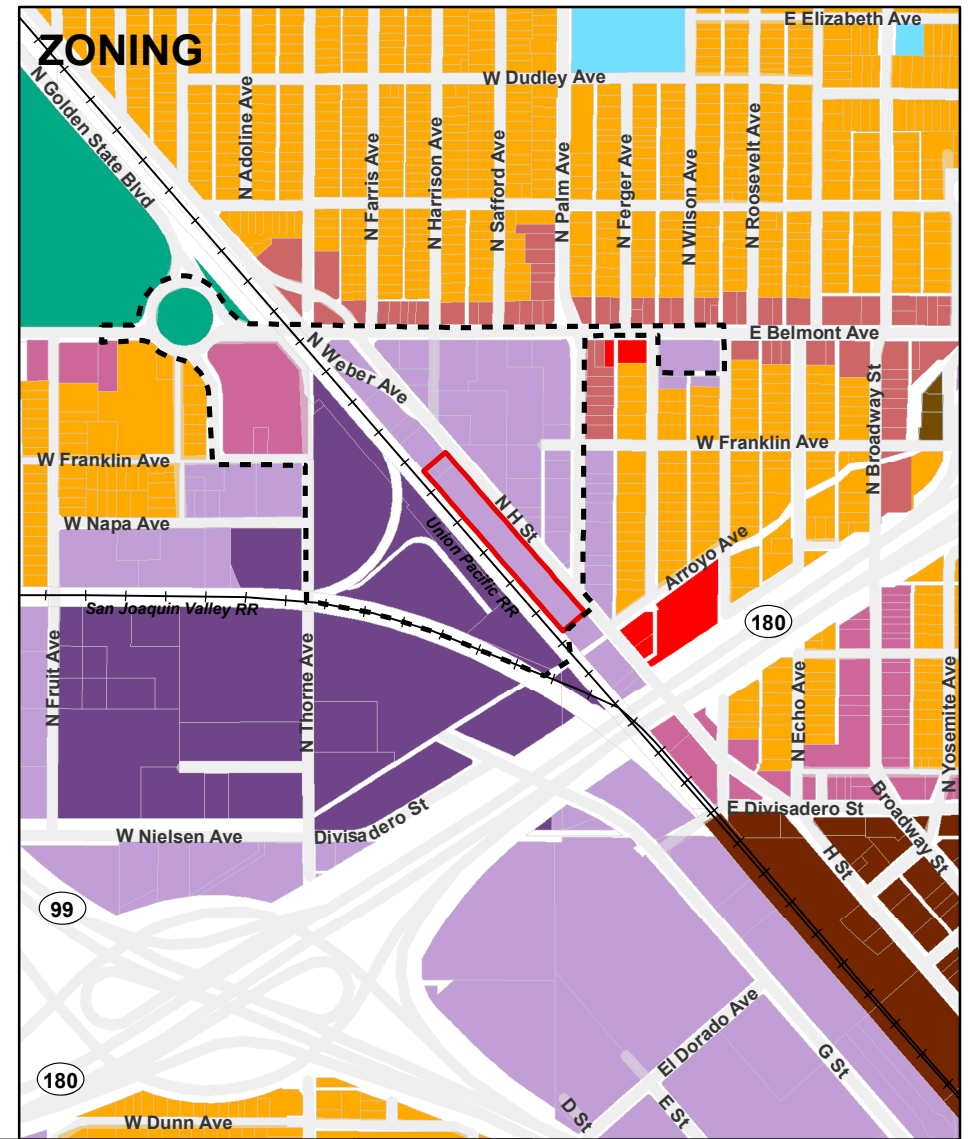 ZONING
E Elizabeth Ave
W Dudley Ave
N Golden State Blvd
N Adoline Ave
N Farris Ave
N Harrison Ave
N Safford Ave
N Palm Ave
N Ferger Ave
N Wilson Ave
N Roosevelt Ave
E Belmont Ave
N Weber Ave
N Broadway St
W Franklin Ave
W Franklin Ave
N H St
W Napa Ave
Union Pacific RR
Arroyo Ave
San Joaquin Valley RR
180
N Fruit Ave
N Thorne Ave
N Echo Ave
N Yosemite Ave
E Divisadero St
Broadway St
W Nielsen Ave
Divisadero St
H St
99
El Dorado Ave
G St
180
D St
E St
W Dunn Ave